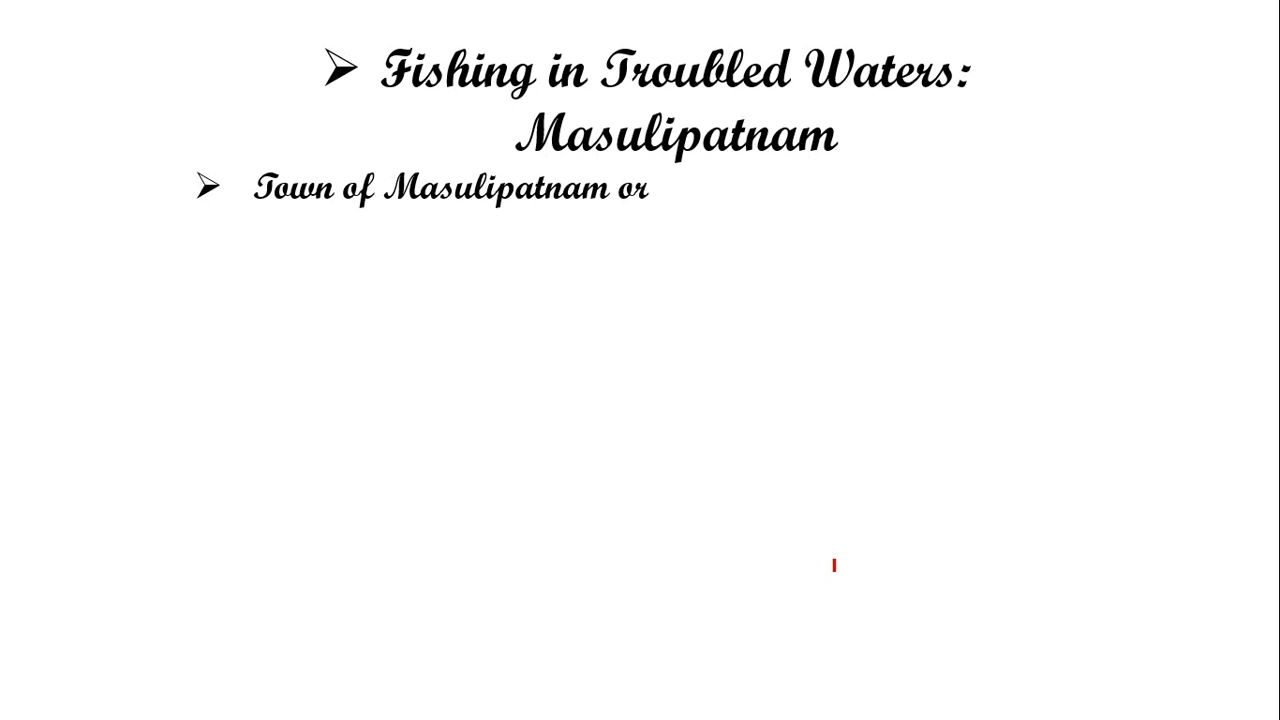 ➢ Fishing in Troubled Waters:
Masulipatnam
➢ Town of Masulipatnam or